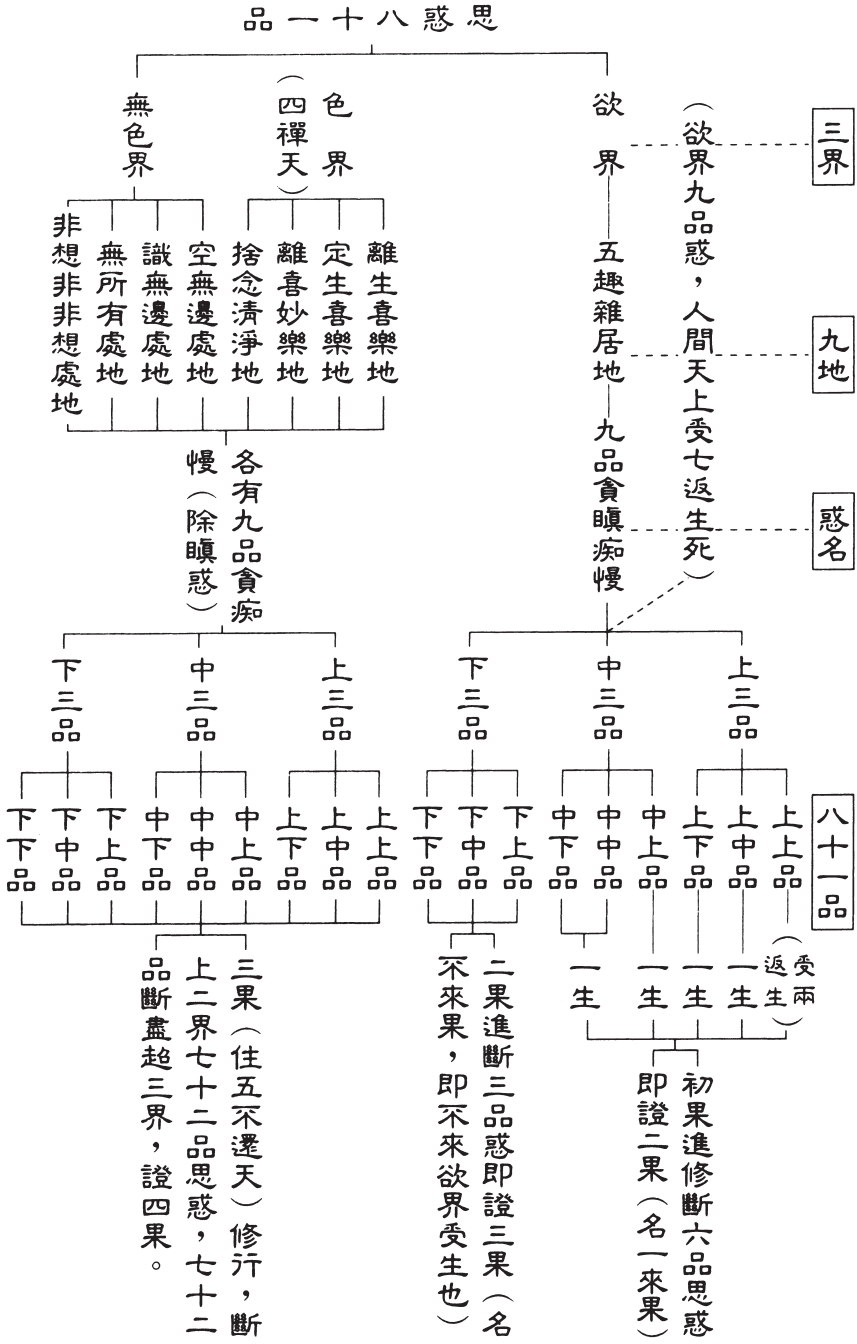 思惑八十一品
三界
九地
惑名
八十一品
(欲界九品惑,人間天上受七返生死)
欲界
五趣雜居地
九品貪瞋痴慢
色界
(四禪天)
離生喜樂地
定生喜樂地
離喜妙樂地
捨念清淨地
無色界
空無邊處地
識無邊處地
無所有處地
非想非非想處地
各有九品貪痴
慢(除瞋惑)
上三品
中三品
下三品
上上品
上中品
上下品
中上品
中中品
中下品
下上品
下中品
下下品
(受兩
返生)
一生
一生
一生
一生
初果進修斷六品思惑
即證二果(名一來果)
二果進斷三品惑即證三果(名
不來果,即不來欲界受生也)
上三品
中三品
下三品
上上品
上中品
上下品
中上品
中中品
中下品
下上品
下中品
下下品
三果(住五不還天)修行,斷
上二界七十二品思惑,七十二
品斷盡超三界,證四果。